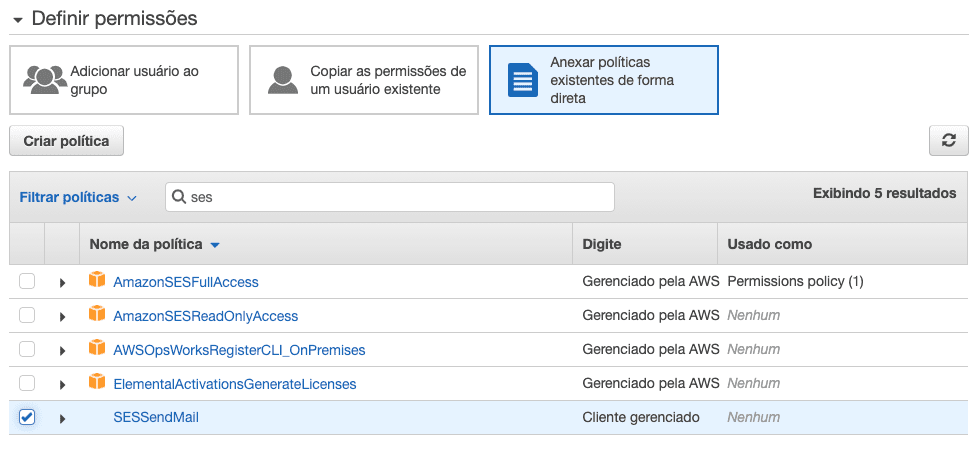 Definir permissões
Adicionar usuário ao
grupo
Copiar as permissões de
um usuário existente
Anexar políticas
existentes de forma
direta
Criar política
Filtrar políticas
ses
Exibindo 5 resultados
Nome da política Digite Usado como
AmazonSESFullAccess Gerenciado pela AWS Permissions policy (1)
AmazonSESReadOnlyAccess Gerenciado pela AWS Nenhum
AWSOpsWorksRegisterCLI_OnPremises Gerenciado pela AWS Nenhum
ElementalActivationsGenerateLicenses Gerenciado pela AWS Nenhum
SESSendMail Cliente gerenciado Nenhum